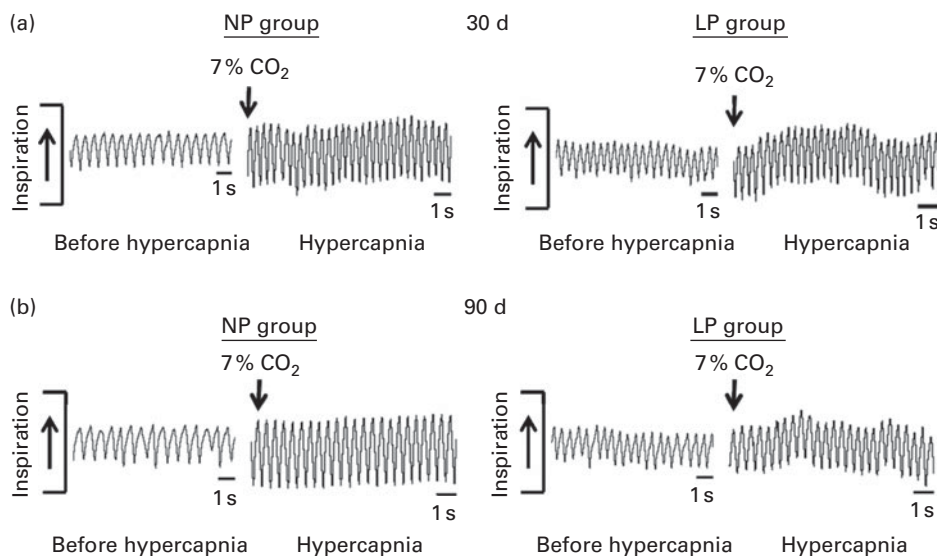 (a)
NP group
30 d
LP group
7 % CO2
7 % CO2
Inspiration
Inspiration
1 s
1 s
1 s
1 s
Before hypercapnia
Hypercapnia
Before hypercapnia
Hypercapnia
(b)
NP group
90 d
LP group
7 % CO2
7 % CO2
Inspiration
Inspiration
1 s
1 s
1 s
1 s
Before hypercapnia
Hypercapnia
Before hypercapnia
Hypercapnia